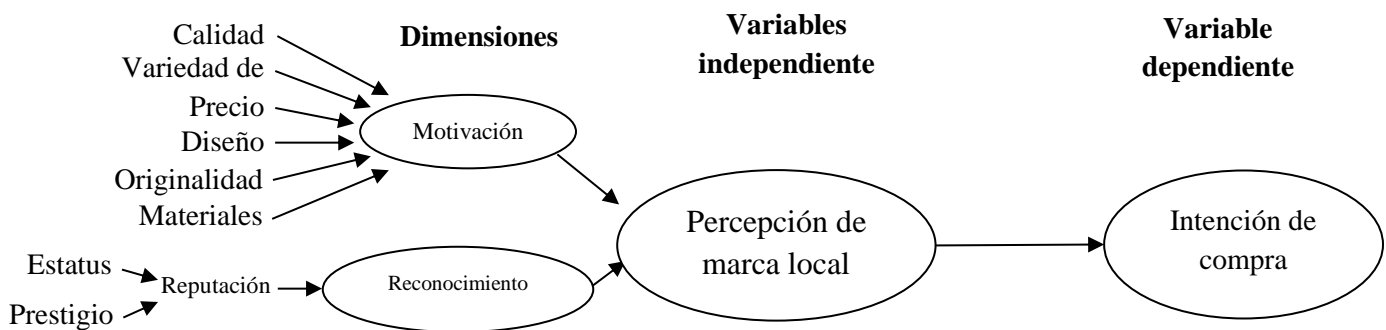 Calidad
Variedad de
Precio
Diseño
Originalidad
Materiales
Estatus
Prestigio
Reputación
Dimensiones
Motivación
Reconocimiento
Variables
independiente
Percepción de
marca local
Variable
dependiente
Intención de
compra